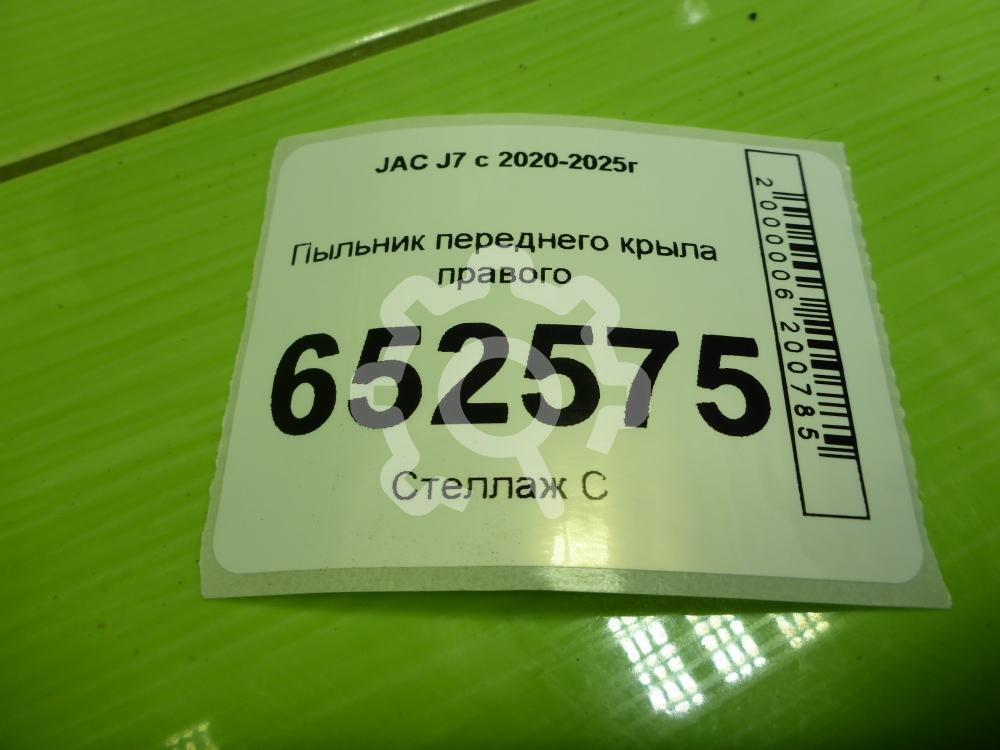 JAC J7 с 2020-2025г
Пыльник переднего крыла
правого
652575
Стеллаж С
2000006200785